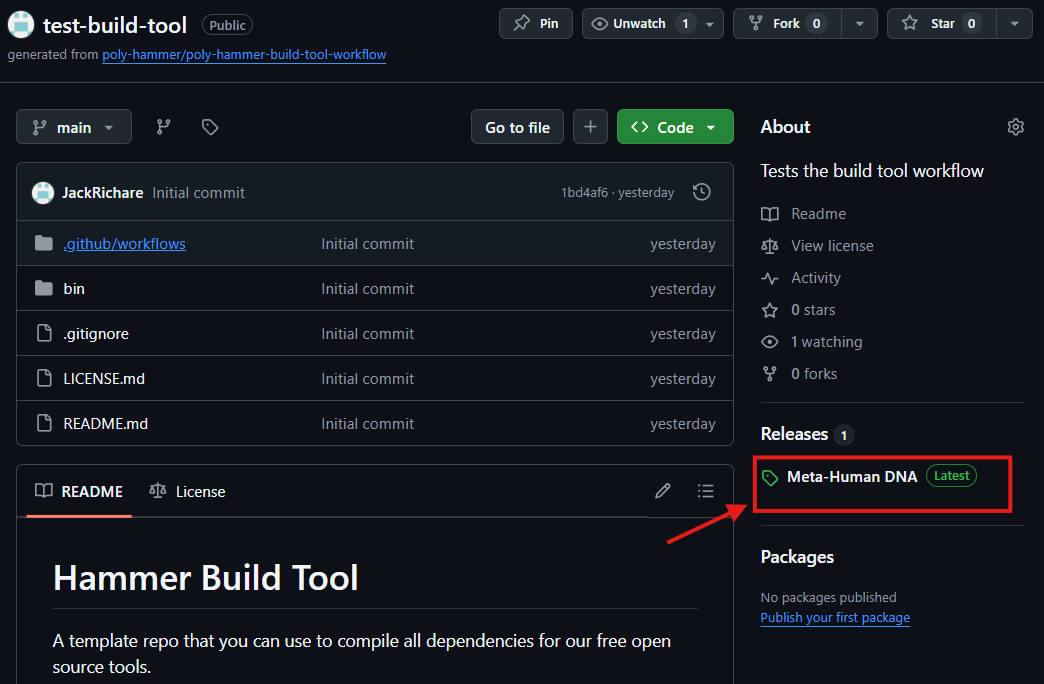 test-build-tool Public Pin Unwatch 1 Fork 0 Star 0
generated from poly-hammer/poly-hammer-build-tool-workflow
main Go to file Code
JackRichare Initial commit 1bd4af6 · yesterday
.github/workflows Initial commit yesterday
bin Initial commit yesterday
.gitignore Initial commit yesterday
LICENSE.md Initial commit yesterday
README.md Initial commit yesterday
README License
Hammer Build Tool
A template repo that you can use to compile all dependencies for our free open
source tools.
About
Tests the build tool workflow
Readme
View license
Activity
0 stars
1 watching
0 forks
Releases 1
Meta-Human DNA Latest
Packages
No packages published
Publish your first package